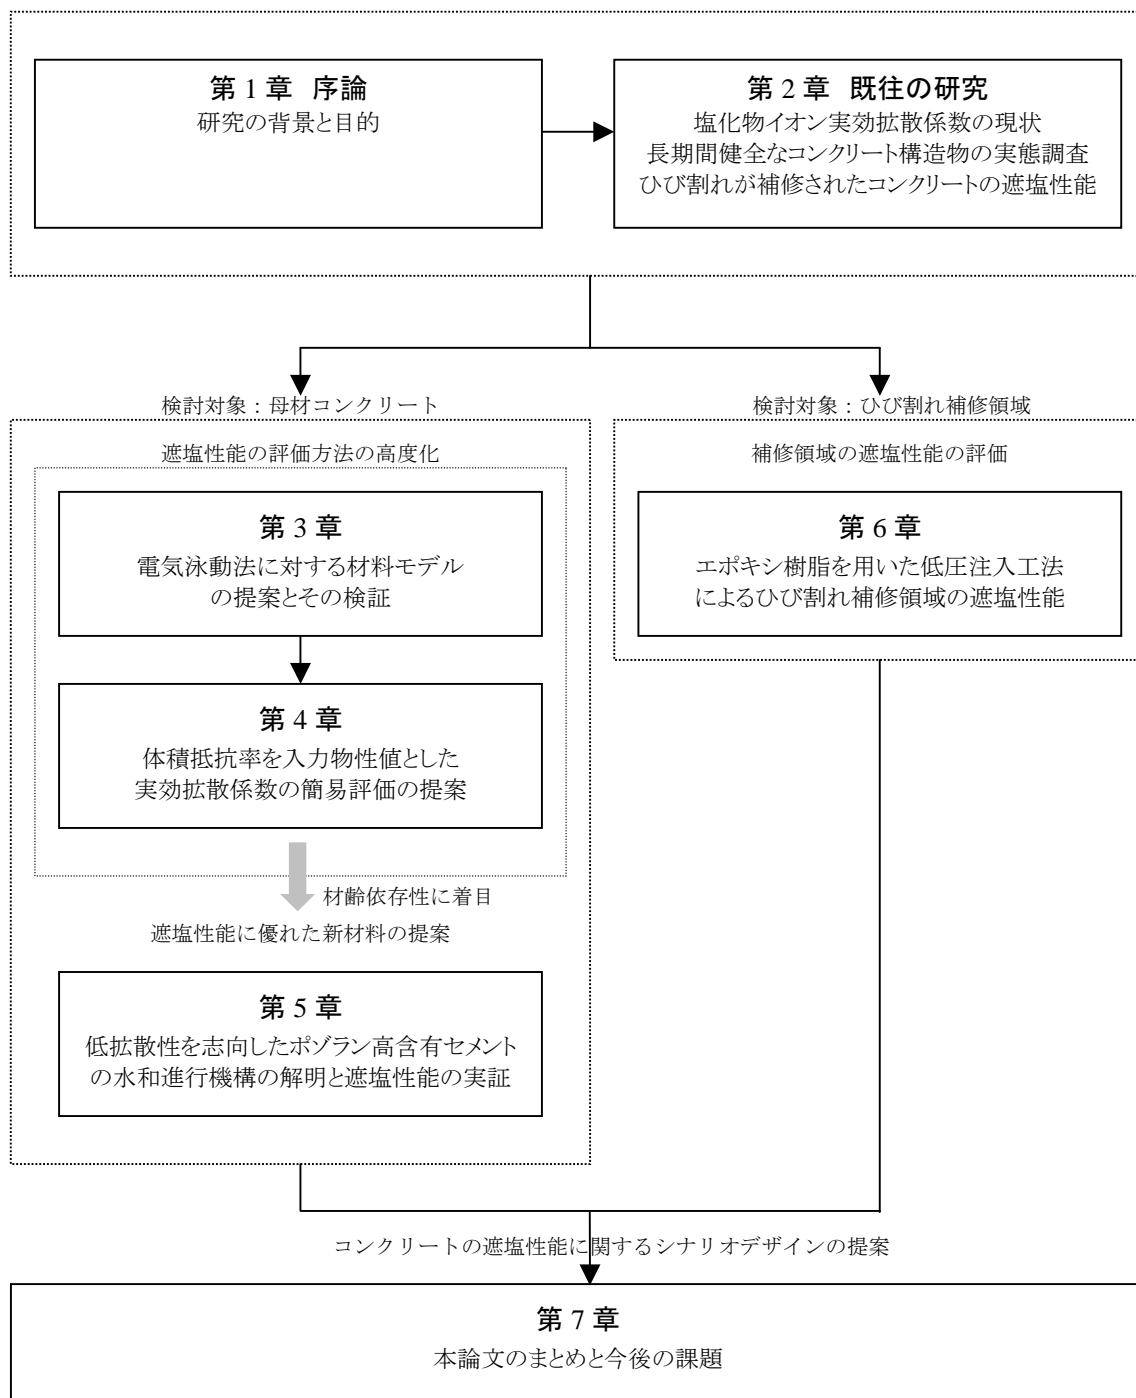 第 1 章 序論
研究の背景と目的
第 2 章 既往の研究
塩化物イオン実効拡散係数の現状
長期間健全なコンクリート構造物の実態調査
ひび割れが補修されたコンクリートの遮塩性能
検討対象：母材コンクリート
遮塩性能の評価方法の高度化
第 3 章
電気泳動法に対する材料モデル
の提案とその検証
第 4 章
体積抵抗率を入力物性値とした
実効拡散係数の簡易評価の提案
材齢依存性に着目
遮塩性能に優れた新材料の提案
第 5 章
低拡散性を志向したポゾラン高含有セメント
の水和進行機構の解明と遮塩性能の実証
検討対象：ひび割れ補修領域
補修領域の遮塩性能の評価
第 6 章
エポキシ樹脂を用いた低圧注入工法
によるひび割れ補修領域の遮塩性能
コンクリートの遮塩性能に関するシナリオデザインの提案
第 7 章
本論文のまとめと今後の課題